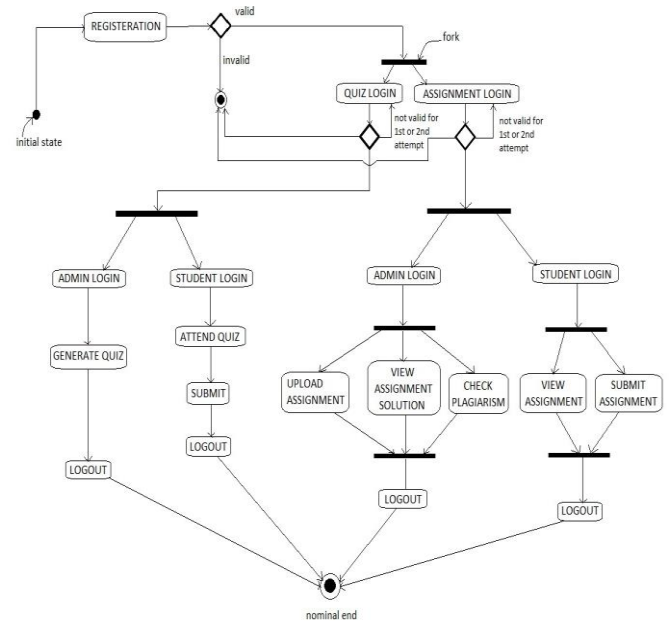 REGISTERATION
valid
invalid
fork
initial state
QUIZ LOGIN
ASSIGNMENT LOGIN
not valid for
1st or 2nd
attempt
not valid for
1st or 2nd
attempt
ADMIN LOGIN
STUDENT LOGIN
ADMIN LOGIN
STUDENT LOGIN
GENERATE QUIZ
ATTEND QUIZ
SUBMIT
UPLOAD
ASSIGNMENT
VIEW
ASSIGNMENT
SOLUTION
CHECK
PLAGIARISM
VIEW
ASSIGNMENT
SUBMIT
ASSIGNMENT
LOGOUT
LOGOUT
LOGOUT
LOGOUT
nominal end